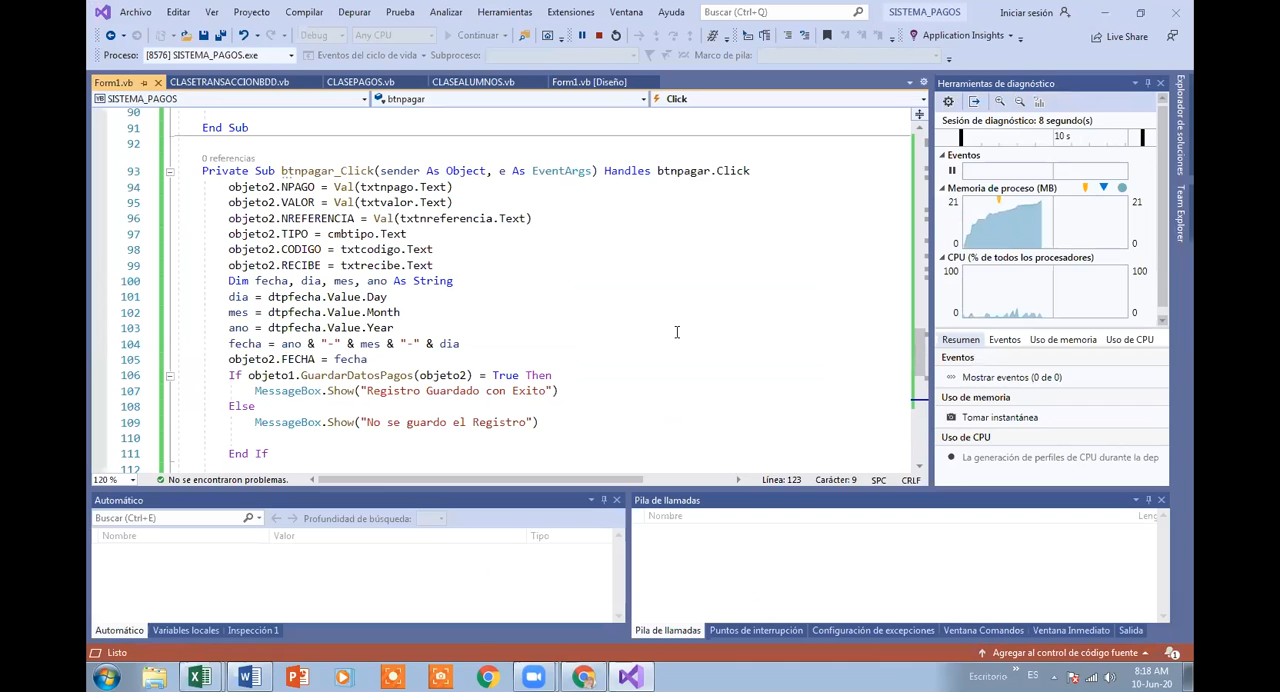 Archivo Editar Ver Proyecto Compilar Depurar Prueba Analizar Herramientas Extensiones Ventana Ayuda Buscar (Ctrl+Q) SISTEMA_PAGOS Iniciar sesión
Debug Any CPU Continuar Application Insights Live Share
Proceso: [8576] SISTEMA_PAGOS.exe Eventos del ciclo de vida Subproceso: Marco de pila:
Form1.vb CLASETRANSACCIONBDD.vb CLASEPAGOS.vb CLASEALUMNOS.vb Form1.vb [Diseño]
SISTEMA_PAGOS btnpagar Click
90
91 End Sub
92
0 referencias
93 Private Sub btnpagar_Click(sender As Object, e As EventArgs) Handles btnpagar.Click
94 objeto2.NPAGO = Val(txtnpago.Text)
95 objeto2.VALOR = Val(txtvalor.Text)
96 objeto2.NREFERENCIA = Val(txtnreferencia.Text)
97 objeto2.TIPO = cmbtipo.Text
98 objeto2.CODIGO = txtcodigo.Text
99 objeto2.RECIBE = txtrecibe.Text
100 Dim fecha, dia, mes, ano As String
101 dia = dtpfecha.Value.Day
102 mes = dtpfecha.Value.Month
103 ano = dtpfecha.Value.Year
104 fecha = ano & "-" & mes & "-" & dia
105 objeto2.FECHA = fecha
106 If objeto1.GuardarDatosPagos(objeto2) = True Then
107 MessageBox.Show("Registro Guardado con Exito")
108 Else
109 MessageBox.Show("No se guardo el Registro")
110
111 End If
112
120 % No se encontraron problemas. Línea: 123 Carácter: 9 SPC CRLF
Herramientas de diagnóstico
Sesión de diagnóstico: 8 segundo(s)
10 s
Eventos
Memoria de proceso (MB)
21 21
0 0
CPU (% de todos los procesadores)
100 100
0 0
Resumen Eventos Uso de memoria Uso de CPU
Eventos
Mostrar eventos (0 de 0)
Uso de memoria
Tomar instantánea
Uso de CPU
La generación de perfiles de CPU durante la dep
Explorador de soluciones
Team Explorer
Automático
Buscar (Ctrl+E) Profundidad de búsqueda:
Nombre Valor Tipo
Automático Variables locales Inspección 1
Pila de llamadas
Nombre Leng
Pila de llamadas Puntos de interrupción Configuración de excepciones Ventana Comandos Ventana Inmediato Salida
Listo Agregar al control de código fuente 1
Escritorio ES 8:18 AM
10-Jun-20